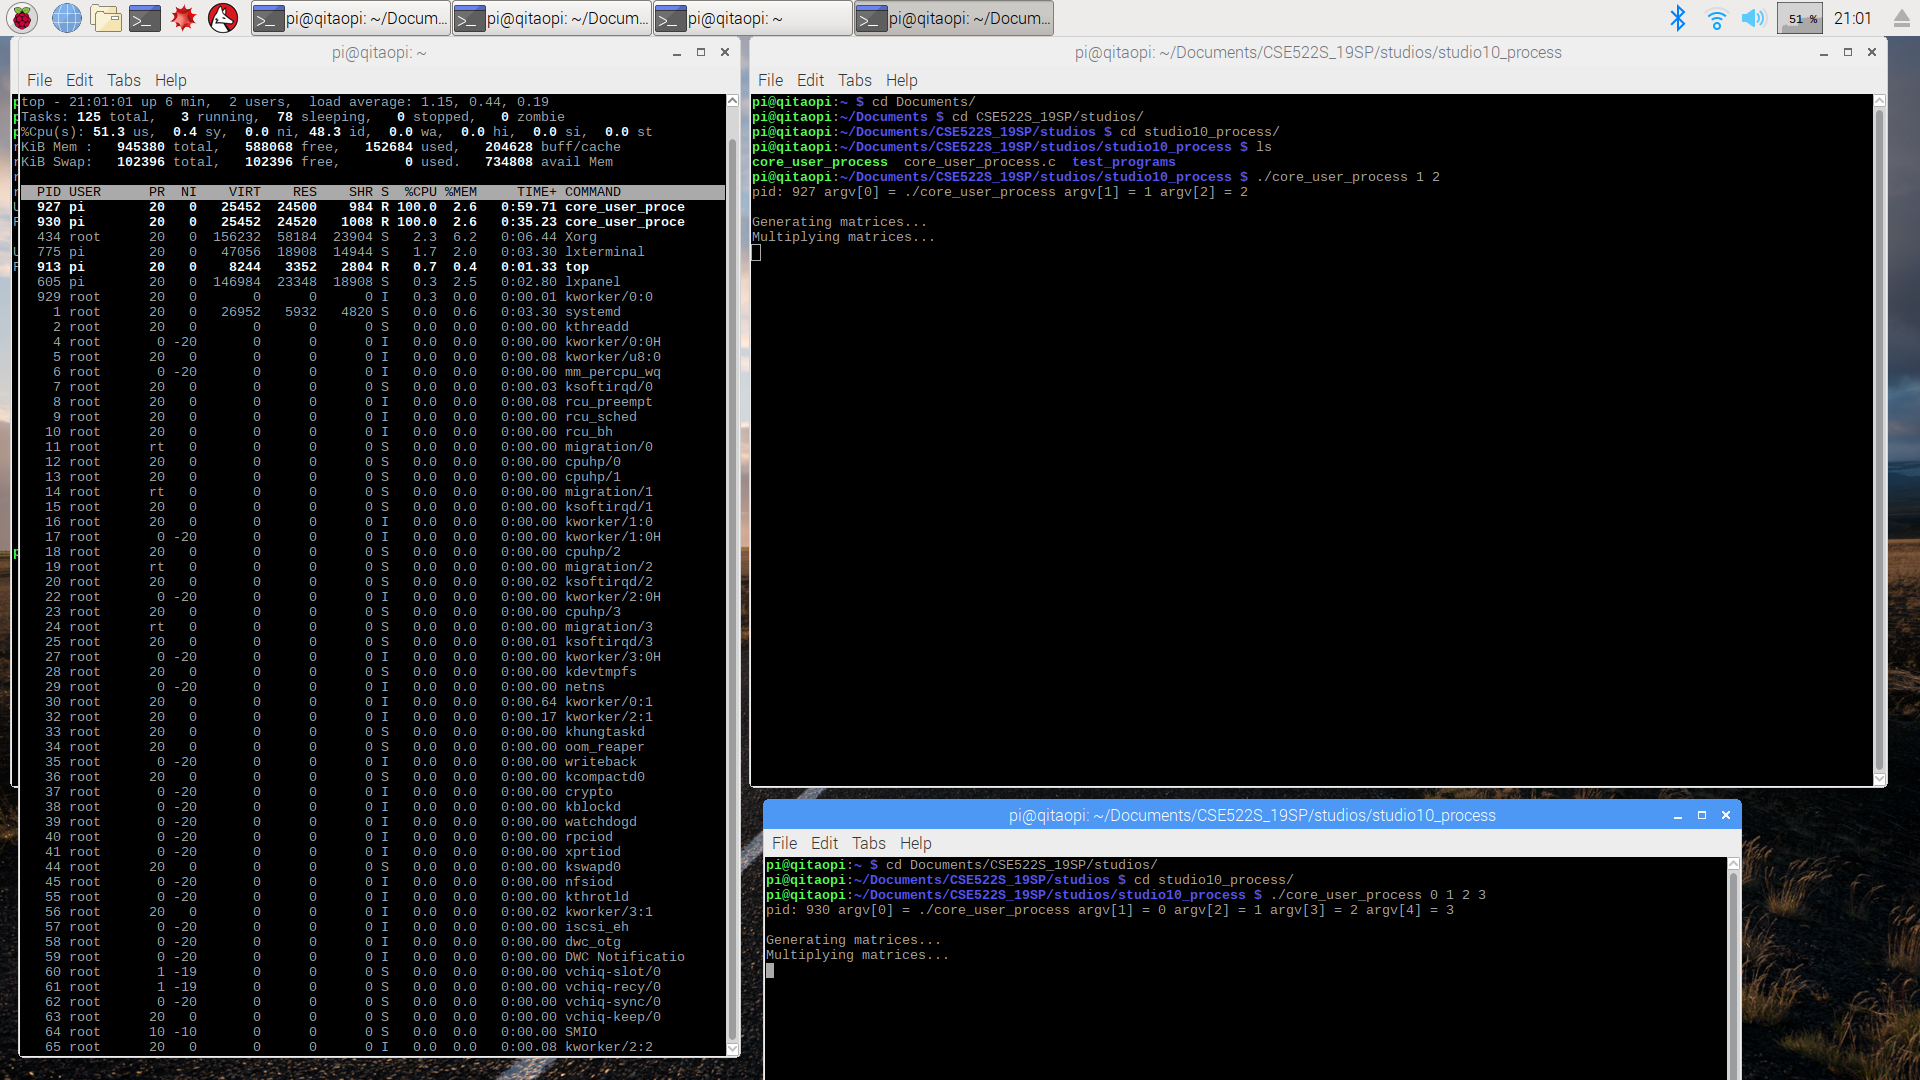 pi@qitaopi: ~/Docum... pi@qitaopi: ~/Docum... pi@qitaopi: ~ pi@qitaopi: ~/Docum... 51 % 21:01
pi@qitaopi: ~
File Edit Tabs Help
top - 21:01:01 up 6 min,  2 users,  load average: 1.15, 0.44, 0.19
Tasks: 125 total,   3 running,  78 sleeping,   0 stopped,   0 zombie
%Cpu(s): 51.3 us,  0.4 sy,  0.0 ni, 48.3 id,  0.0 wa,  0.0 hi,  0.0 si,  0.0 st
KiB Mem :   945380 total,   588068 free,   152684 used,   204628 buff/cache
KiB Swap:   102396 total,   102396 free,        0 used.   734808 avail Mem
PID USER PR NI VIRT RES SHR S %CPU %MEM TIME+ COMMAND
927 pi 20 0 25452 24500 984 R 100.0 2.6 0:59.71 core_user_proce
930 pi 20 0 25452 24520 1008 R 100.0 2.6 0:35.23 core_user_proce
434 root 20 0 156232 58184 23904 S 2.3 6.2 0:06.44 Xorg
775 pi 20 0 47056 18908 14944 S 1.7 2.0 0:03.30 lxterminal
913 pi 20 0 8244 3352 2804 R 0.7 0.4 0:01.33 top
605 pi 20 0 146984 23348 18908 S 0.3 2.5 0:02.80 lxpanel
929 root 20 0 0 0 0 I 0.3 0.0 0:00.01 kworker/0:0
1 root 20 0 26952 5932 4820 S 0.0 0.6 0:03.30 systemd
2 root 20 0 0 0 0 S 0.0 0.0 0:00.00 kthreadd
4 root 0 -20 0 0 0 I 0.0 0.0 0:00.00 kworker/0:0H
5 root 20 0 0 0 0 I 0.0 0.0 0:00.08 kworker/u8:0
6 root 0 -20 0 0 0 I 0.0 0.0 0:00.00 mm_percpu_wq
7 root 20 0 0 0 0 S 0.0 0.0 0:00.03 ksoftirqd/0
8 root 20 0 0 0 0 I 0.0 0.0 0:00.08 rcu_preempt
9 root 20 0 0 0 0 I 0.0 0.0 0:00.00 rcu_sched
10 root 20 0 0 0 0 I 0.0 0.0 0:00.00 rcu_bh
11 root rt 0 0 0 0 S 0.0 0.0 0:00.00 migration/0
12 root 20 0 0 0 0 S 0.0 0.0 0:00.00 cpuhp/0
13 root 20 0 0 0 0 S 0.0 0.0 0:00.00 cpuhp/1
14 root rt 0 0 0 0 S 0.0 0.0 0:00.00 migration/1
15 root 20 0 0 0 0 S 0.0 0.0 0:00.00 ksoftirqd/1
16 root 20 0 0 0 0 I 0.0 0.0 0:00.00 kworker/1:0
17 root 0 -20 0 0 0 I 0.0 0.0 0:00.00 kworker/1:0H
18 root 20 0 0 0 0 S 0.0 0.0 0:00.00 cpuhp/2
19 root rt 0 0 0 0 S 0.0 0.0 0:00.00 migration/2
20 root 20 0 0 0 0 S 0.0 0.0 0:00.02 ksoftirqd/2
22 root 0 -20 0 0 0 I 0.0 0.0 0:00.00 kworker/2:0H
23 root 20 0 0 0 0 S 0.0 0.0 0:00.00 cpuhp/3
24 root rt 0 0 0 0 S 0.0 0.0 0:00.00 migration/3
25 root 20 0 0 0 0 S 0.0 0.0 0:00.01 ksoftirqd/3
27 root 0 -20 0 0 0 I 0.0 0.0 0:00.00 kworker/3:0H
28 root 20 0 0 0 0 S 0.0 0.0 0:00.00 kdevtmpfs
29 root 0 -20 0 0 0 I 0.0 0.0 0:00.00 netns
30 root 20 0 0 0 0 I 0.0 0.0 0:00.64 kworker/0:1
32 root 20 0 0 0 0 I 0.0 0.0 0:00.17 kworker/2:1
33 root 20 0 0 0 0 S 0.0 0.0 0:00.00 khungtaskd
34 root 20 0 0 0 0 S 0.0 0.0 0:00.00 oom_reaper
35 root 0 -20 0 0 0 I 0.0 0.0 0:00.00 writeback
36 root 20 0 0 0 0 S 0.0 0.0 0:00.00 kcompactd0
37 root 0 -20 0 0 0 I 0.0 0.0 0:00.00 crypto
38 root 0 -20 0 0 0 I 0.0 0.0 0:00.00 kblockd
39 root 0 -20 0 0 0 I 0.0 0.0 0:00.00 watchdogd
40 root 0 -20 0 0 0 I 0.0 0.0 0:00.00 rpciod
41 root 0 -20 0 0 0 I 0.0 0.0 0:00.00 xprtiod
44 root 20 0 0 0 0 S 0.0 0.0 0:00.00 kswapd0
45 root 0 -20 0 0 0 I 0.0 0.0 0:00.00 nfsiod
55 root 0 -20 0 0 0 I 0.0 0.0 0:00.00 kthrotld
56 root 20 0 0 0 0 I 0.0 0.0 0:00.02 kworker/3:1
57 root 0 -20 0 0 0 I 0.0 0.0 0:00.00 iscsi_eh
58 root 0 -20 0 0 0 I 0.0 0.0 0:00.00 dwc_otg
59 root 0 -20 0 0 0 I 0.0 0.0 0:00.00 DWC Notificatio
60 root 1 -19 0 0 0 S 0.0 0.0 0:00.00 vchiq-slot/0
61 root 1 -19 0 0 0 S 0.0 0.0 0:00.00 vchiq-recy/0
62 root 0 -20 0 0 0 S 0.0 0.0 0:00.00 vchiq-sync/0
63 root 20 0 0 0 0 S 0.0 0.0 0:00.00 vchiq-keep/0
64 root 10 -10 0 0 0 S 0.0 0.0 0:00.00 SMIO
65 root 20 0 0 0 0 I 0.0 0.0 0:00.08 kworker/2:2
pi@qitaopi: ~/Documents/CSE522S_19SP/studios/studio10_process
File Edit Tabs Help
pi@qitaopi:~ $ cd Documents/
pi@qitaopi:~/Documents $ cd CSE522S_19SP/studios/
pi@qitaopi:~/Documents/CSE522S_19SP/studios $ cd studio10_process/
pi@qitaopi:~/Documents/CSE522S_19SP/studios/studio10_process $ ls
core_user_process  core_user_process.c  test_programs
pi@qitaopi:~/Documents/CSE522S_19SP/studios/studio10_process $ ./core_user_process 1 2
pid: 927 argv[0] = ./core_user_process argv[1] = 1 argv[2] = 2
Generating matrices...
Multiplying matrices...
pi@qitaopi: ~/Documents/CSE522S_19SP/studios/studio10_process
File Edit Tabs Help
pi@qitaopi:~ $ cd Documents/CSE522S_19SP/studios/
pi@qitaopi:~/Documents/CSE522S_19SP/studios $ cd studio10_process/
pi@qitaopi:~/Documents/CSE522S_19SP/studios/studio10_process $ ./core_user_process 0 1 2 3
pid: 930 argv[0] = ./core_user_process argv[1] = 0 argv[2] = 1 argv[3] = 2 argv[4] = 3
Generating matrices...
Multiplying matrices...